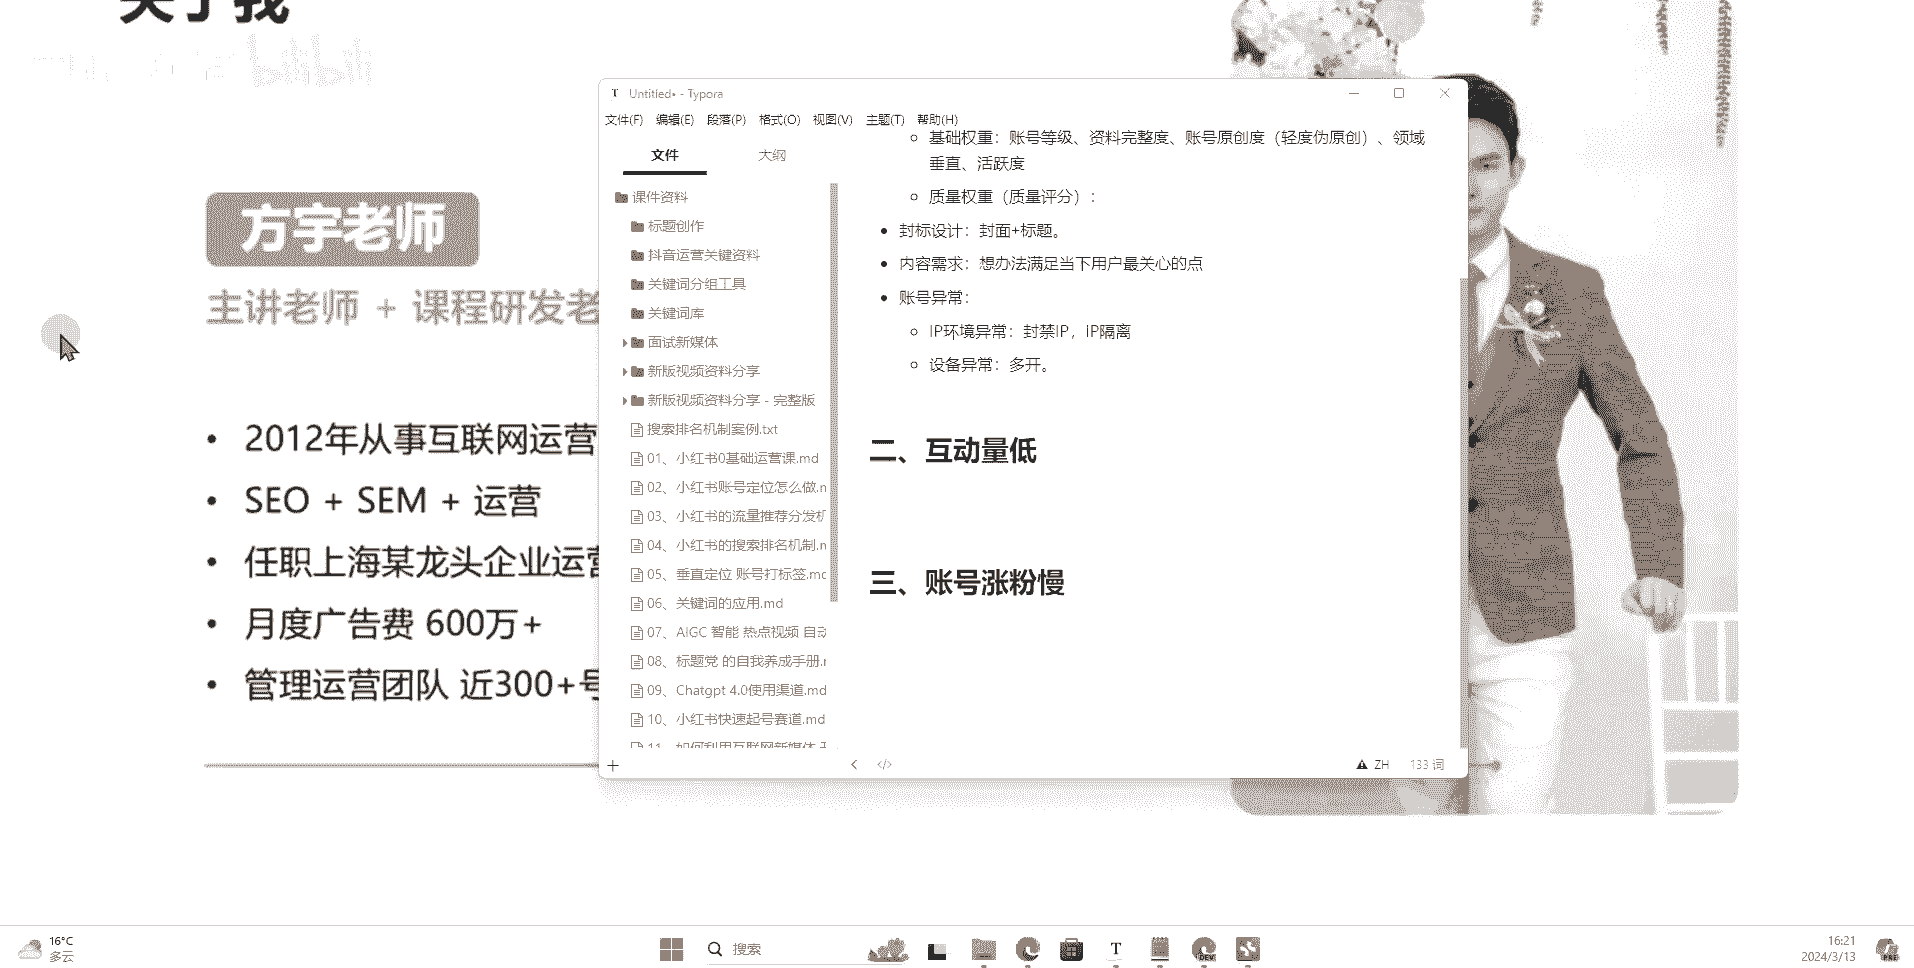 关于我
bilibili
方宇老师
主讲老师 + 课程研发老
2012年从事互联网运营
SEO + SEM + 运营
任职上海某龙头企业运营
月度广告费 600万+
管理运营团队 近300+号
Untitled• - Typora
文件(F) 编辑(E) 段落(P) 格式(O) 视图(V) 主题(T) 帮助(H)
文件 大纲
课件资料
标题创作
抖音运营关键资料
关键词分组工具
关键词库
面试新媒体
新版视频资料分享
新版视频资料分享 - 完整版
搜索排名机制案例.txt
01、小红书0基础运营课.md
02、小红书账号定位怎么做.m
03、小红书的流量推荐分发机
04、小红书的搜索排名机制.m
05、垂直定位 账号打标签.md
06、关键词的应用.md
07、AIGC 智能 热点视频 自动
08、标题党 的自我养成手册.m
09、Chatgpt 4.0使用渠道.md
10、小红书快速起号赛道.md
11、如何利用互联网新媒体
基础权重：账号等级、资料完整度、账号原创度（轻度伪原创）、领域
垂直、活跃度
质量权重（质量评分）：
封标设计：封面+标题。
内容需求：想办法满足当下用户最关心的点
账号异常：
IP环境异常：封禁IP，IP隔离
设备异常：多开。
二、互动量低
三、账号涨粉慢
ZH 133 词
16°C
多云
搜索
DEV
16:21
2024/3/13
PRE